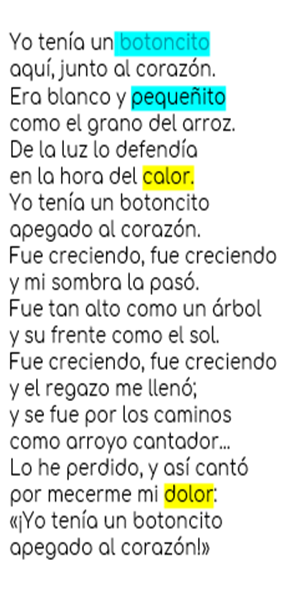 Yo tenía un botoncito
aquí, junto al corazón.
Era blanco y pequeñito
como el grano del arroz.
De la luz lo defendía
en la hora del calor.
Yo tenía un botoncito
apegado al corazón.
Fue creciendo, fue creciendo
y mi sombra la pasó.
Fue tan alto como un árbol
y su frente como el sol.
Fue creciendo, fue creciendo
y el regazo me llenó;
y se fue por los caminos
como arroyo cantador...
Lo he perdido, y así cantó
por mecerme mi dolor:
«¡Yo tenía un botoncito
apegado al corazón!»